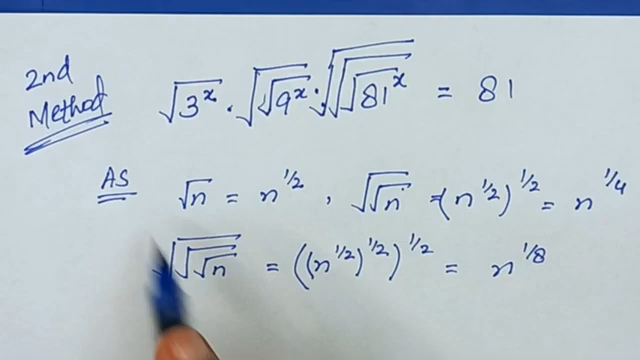 2nd
Method
√3^x · √√9^x · √√√81^x = 81
AS √n = n^1/2 , √√n = (n^1/2)^1/2 = n^1/4
√√√n = ((n^1/2)^1/2)^1/2 = n^1/8